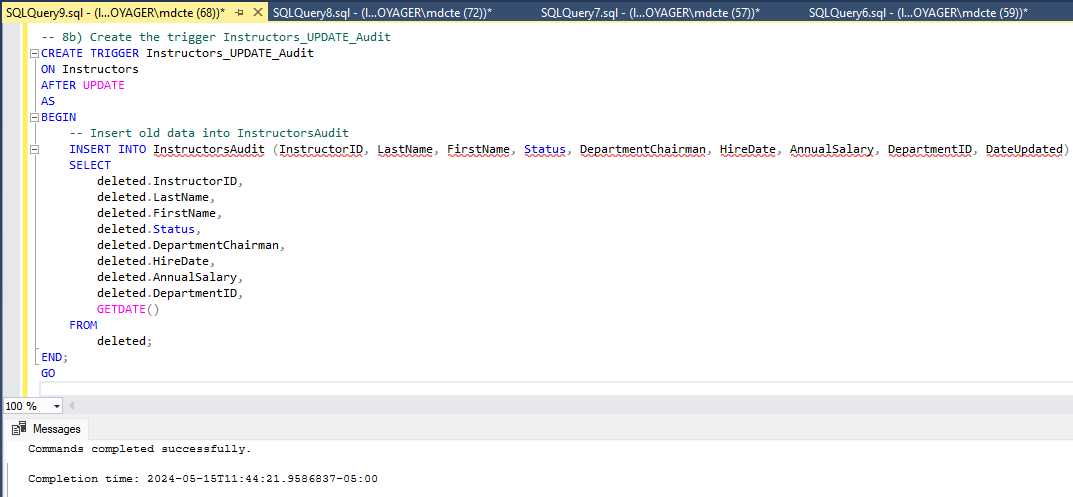 SQLQuery9.sql - (l...OYAGER\mdcte (68))* SQLQuery8.sql - (l...OYAGER\mdcte (72))* SQLQuery7.sql - (l...OYAGER\mdcte (57))* SQLQuery6.sql - (l...OYAGER\mdcte (59))*
-- 8b) Create the trigger Instructors_UPDATE_Audit
CREATE TRIGGER Instructors_UPDATE_Audit
ON Instructors
AFTER UPDATE
AS
BEGIN
-- Insert old data into InstructorsAudit
INSERT INTO InstructorsAudit (InstructorID, LastName, FirstName, Status, DepartmentChairman, HireDate, AnnualSalary, DepartmentID, DateUpdated)
SELECT
deleted.InstructorID,
deleted.LastName,
deleted.FirstName,
deleted.Status,
deleted.DepartmentChairman,
deleted.HireDate,
deleted.AnnualSalary,
deleted.DepartmentID,
GETDATE()
FROM
deleted;
END;
GO
100 %
Messages
Commands completed successfully.
Completion time: 2024-05-15T11:44:21.9586837-05:00